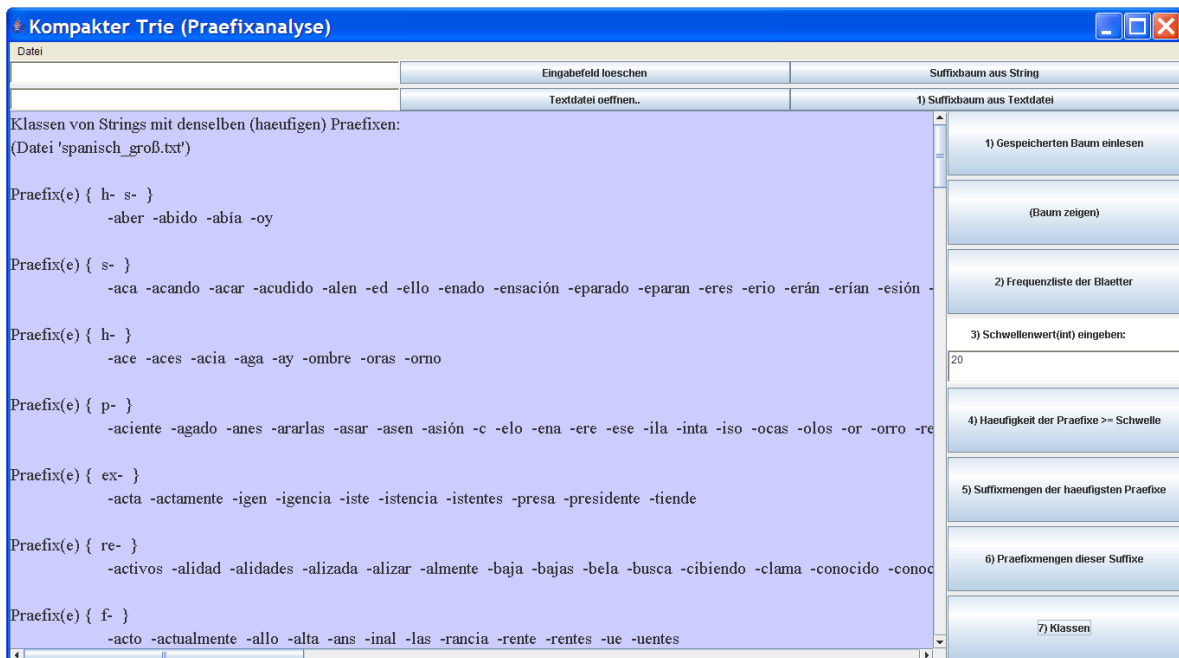 Kompakter Trie (Praefixanalyse)
Datei
Eingabefeld loeschen
Suffixbaum aus String
Textdatei oeffnen..
1) Suffixbaum aus Textdatei
Klassen von Strings mit denselben (haeufigen) Praefixen:
(Datei 'spanisch_groß.txt')
Praefix(e) { h- s- }
-aber -abido -abía -oy
Praefix(e) { s- }
-aca -acando -acar -acudido -alen -ed -ello -enado -ensación -eparado -eparan -eres -erio -erán -erían -esión -
Praefix(e) { h- }
-ace -aces -acia -aga -ay -ombre -oras -orno
Praefix(e) { p- }
-aciente -agado -anes -ararlas -asar -asen -asión -c -elo -ena -ere -ese -ila -inta -iso -ocas -olos -or -orro -re
Praefix(e) { ex- }
-acta -actamente -igen -igencia -iste -istencia -istentes -presa -presidente -tiende
Praefix(e) { re- }
-activos -alidad -alidades -alizada -alizar -almente -baja -bajas -bela -busca -cibiendo -clama -conocido -conoc
Praefix(e) { f- }
-acto -actualmente -allo -alta -ans -inal -las -rancia -rente -rentes -ue -uentes
1) Gespeicherten Baum einlesen
(Baum zeigen)
2) Frequenzliste der Blaetter
3) Schwellenwert(int) eingeben:
20
4) Haeufigkeit der Praefixe >= Schwelle
5) Suffixmengen der haeufigsten Praefixe
6) Praefixmengen dieser Suffixe
7) Klassen